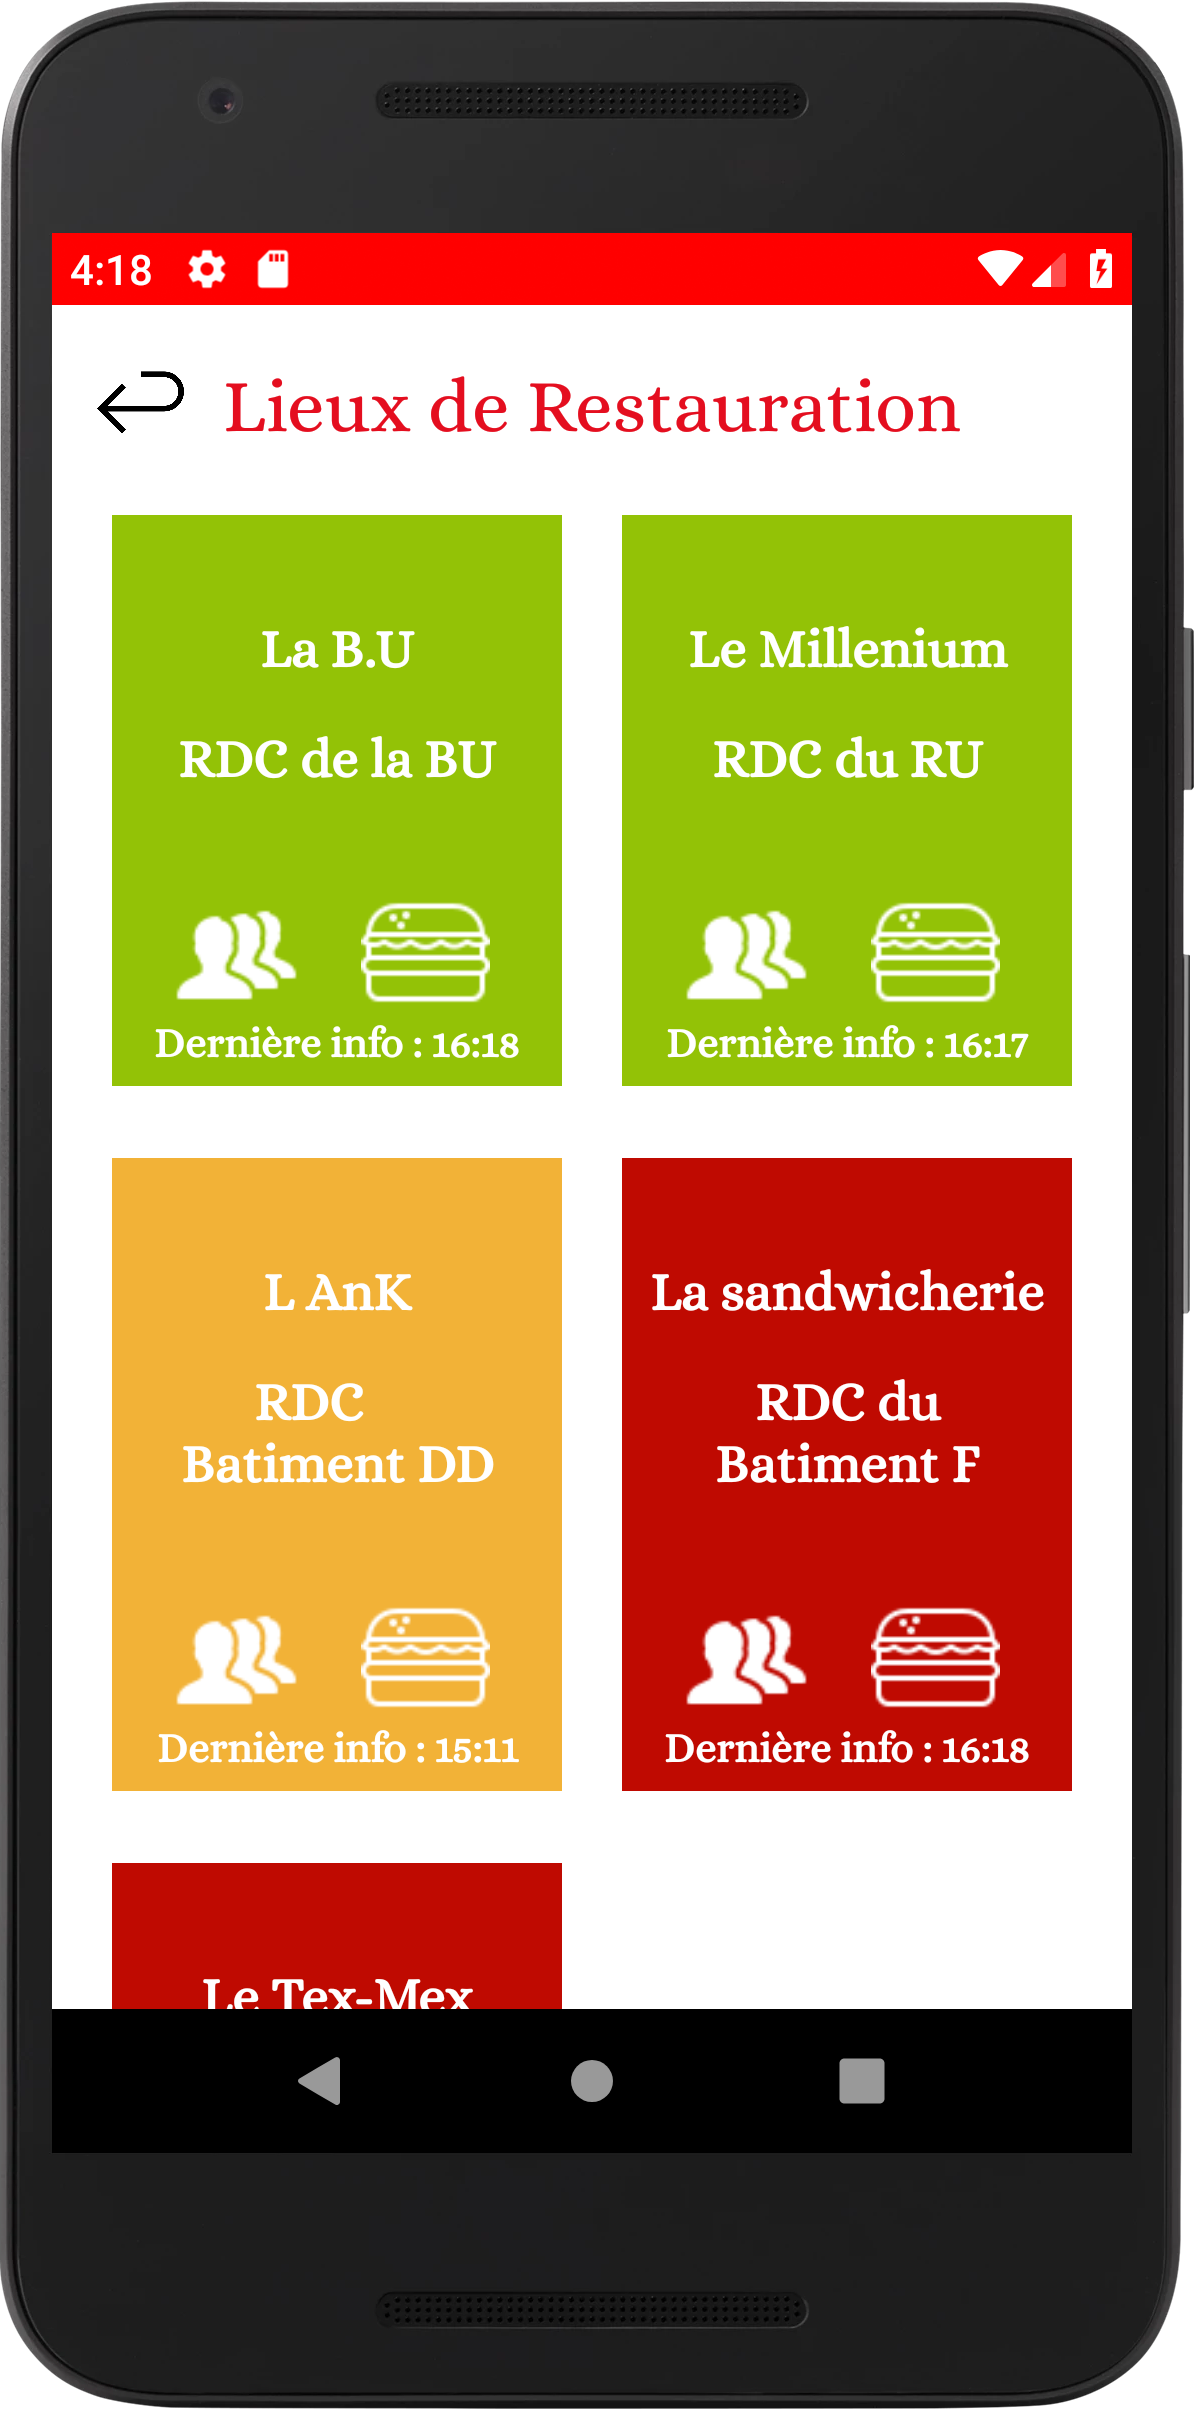 4:18
Lieux de Restauration
La B.U
RDC de la BU
Dernière info : 16:18
Le Millenium
RDC du RU
Dernière info : 16:17
L AnK
RDC
Batiment DD
Dernière info : 15:11
La sandwicherie
RDC du
Batiment F
Dernière info : 16:18
Le Tex-Mex